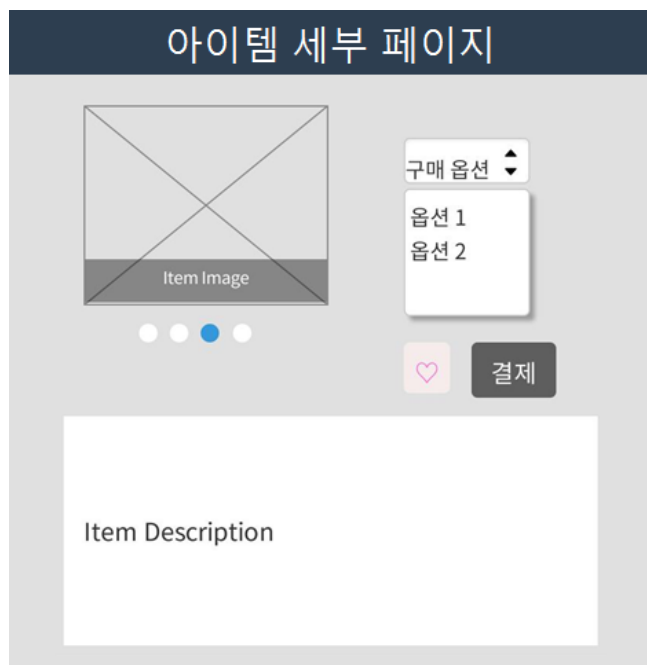 아이템 세부 페이지
구매 옵션
옵션 1
옵션 2
Item Image
결제
Item Description